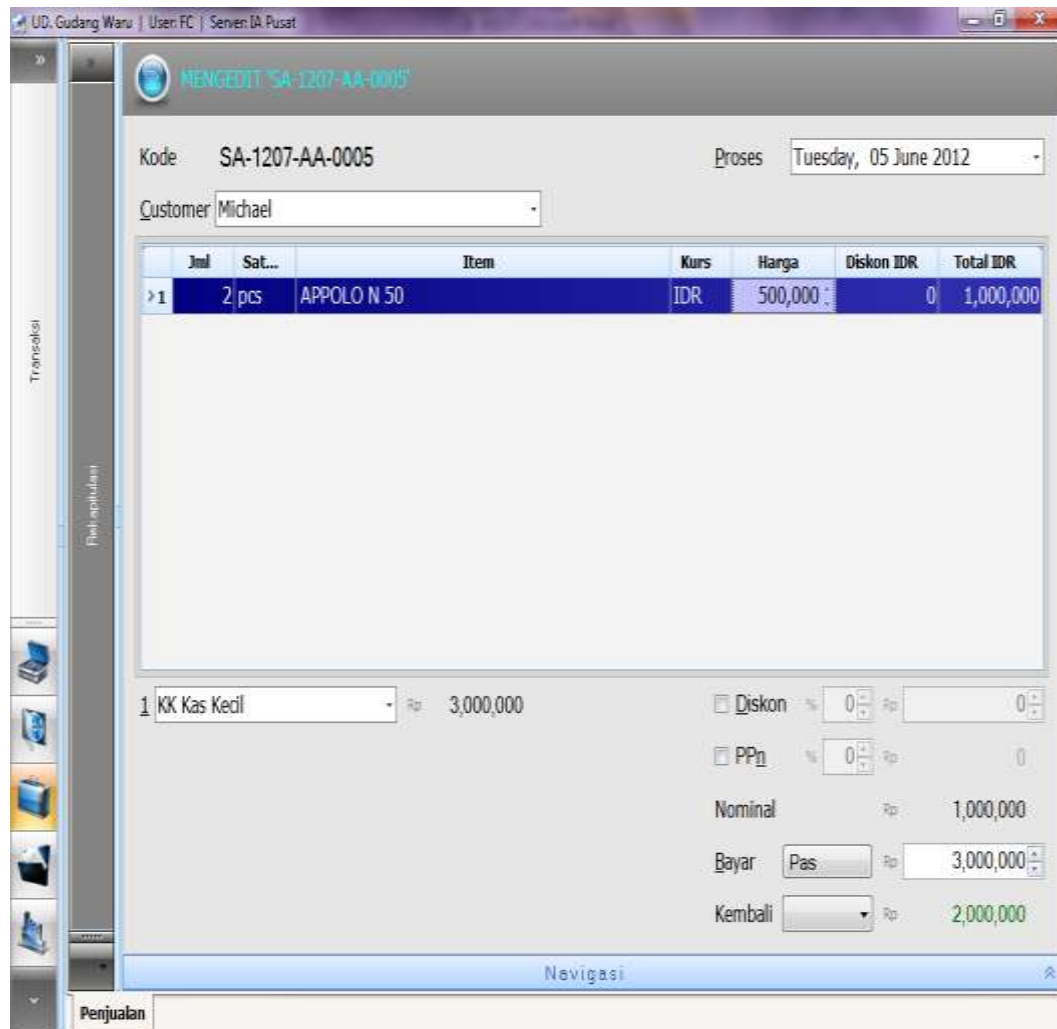 UD. Gudang Waru | User: FC | Server: IA Pusat
MENGEDIT 'SA-1207-AA-0005'
Kode SA-1207-AA-0005 Proses Tuesday, 05 June 2012
Customer Michael
Jml Sat... Item Kurs Harga Diskon IDR Total IDR
1 2 pcs APPOLO N 50 IDR 500,000 0 1,000,000
Transaksi
Rekapitulasi
1 KK Kas Kecil Rp 3,000,000 Diskon % 0 Rp 0
PPn % 0 Rp 0
Nominal Rp 1,000,000
Bayar Pas Rp 3,000,000
Kembali Rp 2,000,000
Navigasi
Penjualan